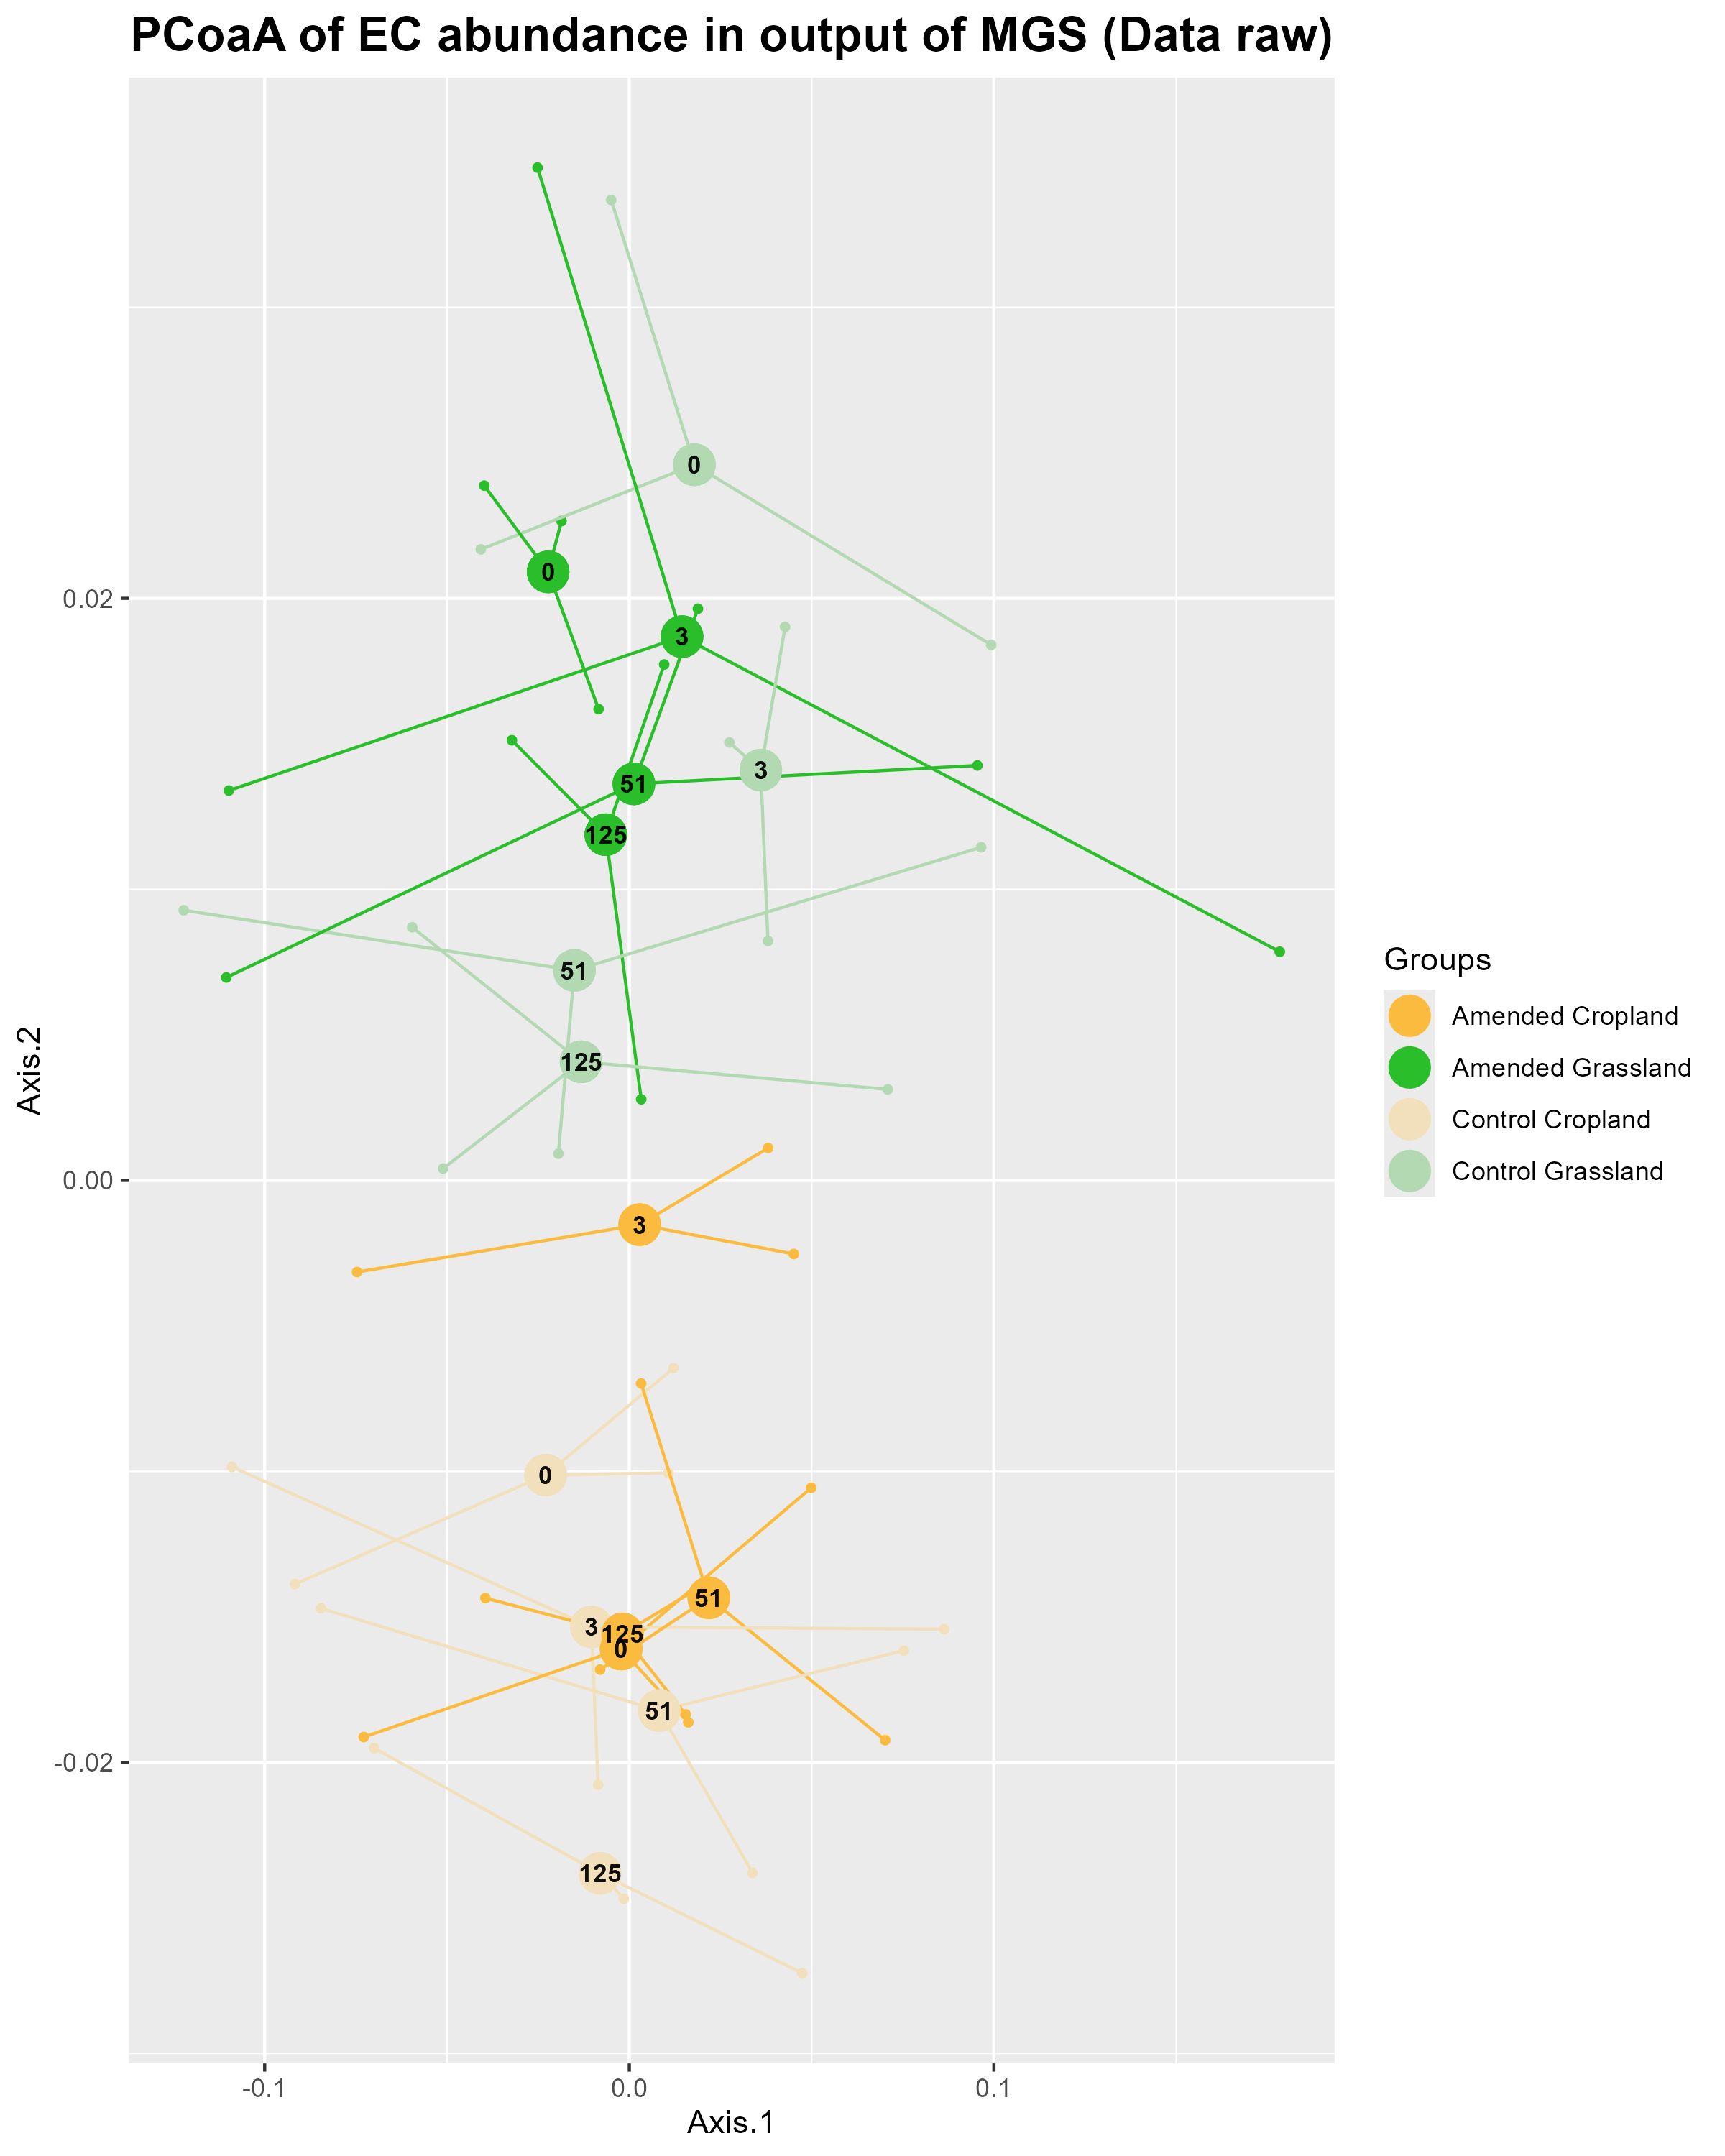 PCoaA of EC abundance in output of MGS (Data raw)
0
0
0.02
3
3
51
125
51
125
Axis.2
0.00
3
0
51
3
125
0
51
-0.02
125
-0.1
0.0
0.1
Axis.1
Groups
Amended Cropland
Amended Grassland
Control Cropland
Control Grassland